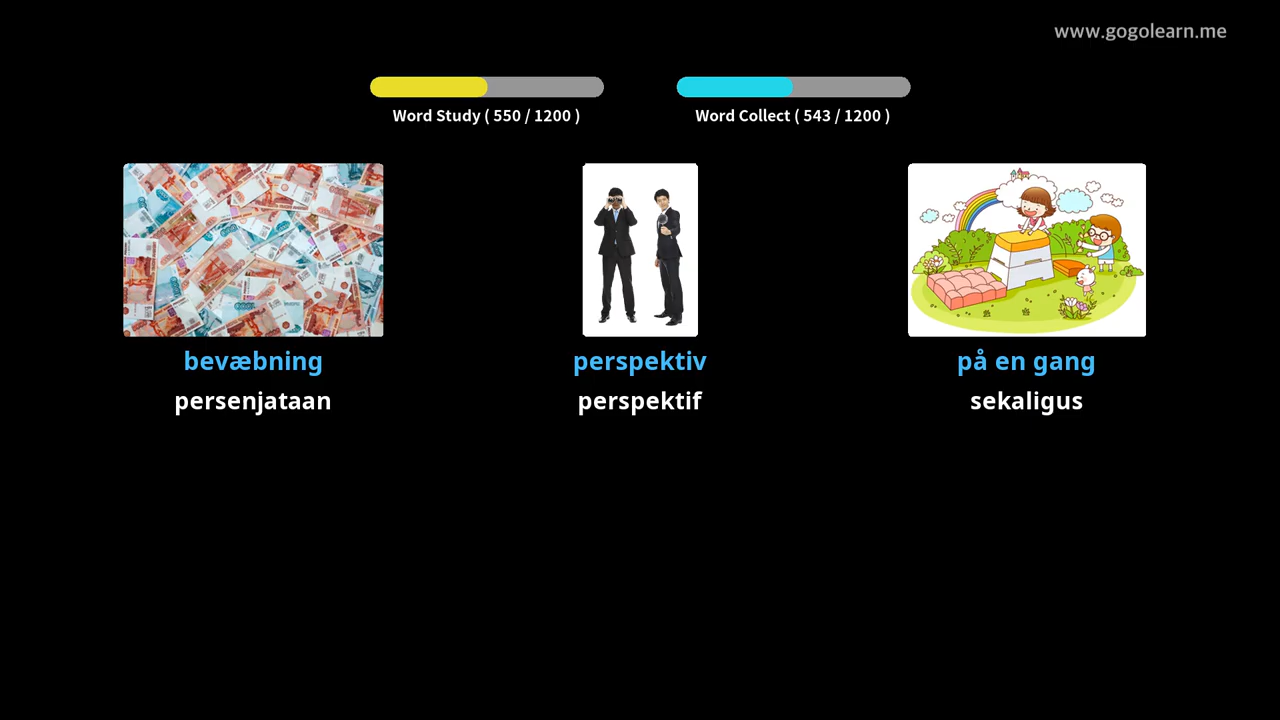 www.gogolearn.me
Word Study ( 550 / 1200 )
Word Collect ( 543 / 1200 )
bevæbning
persenjataan
perspektiv
perspektif
på en gang
sekaligus